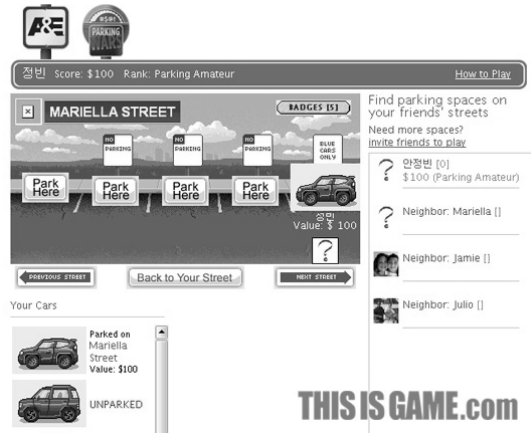 A&E
#$@!
PARKING
WARS
정빈 Score: $100 Rank: Parking Amateur How to Play
MARIELLA STREET
BADGES [5]
NO
PARKING
NO
PARKING
NO
PARKING
BLUE
CARS
ONLY
Park
Here
Park
Here
Park
Here
Park
Here
Value: $ 100
?
PREVIOUS STREET
Back to Your Street
NEXT STREET
Find parking spaces on
your friends' streets
Need more spaces?
invite friends to play
? 안정빈 [0]
$100 (Parking Amateur)
? Neighbor: Mariella []
Neighbor: Jamie []
Neighbor: Julio []
Your Cars
Parked on
Mariella
Street
Value: $100
UNPARKED
THIS IS GAME.com